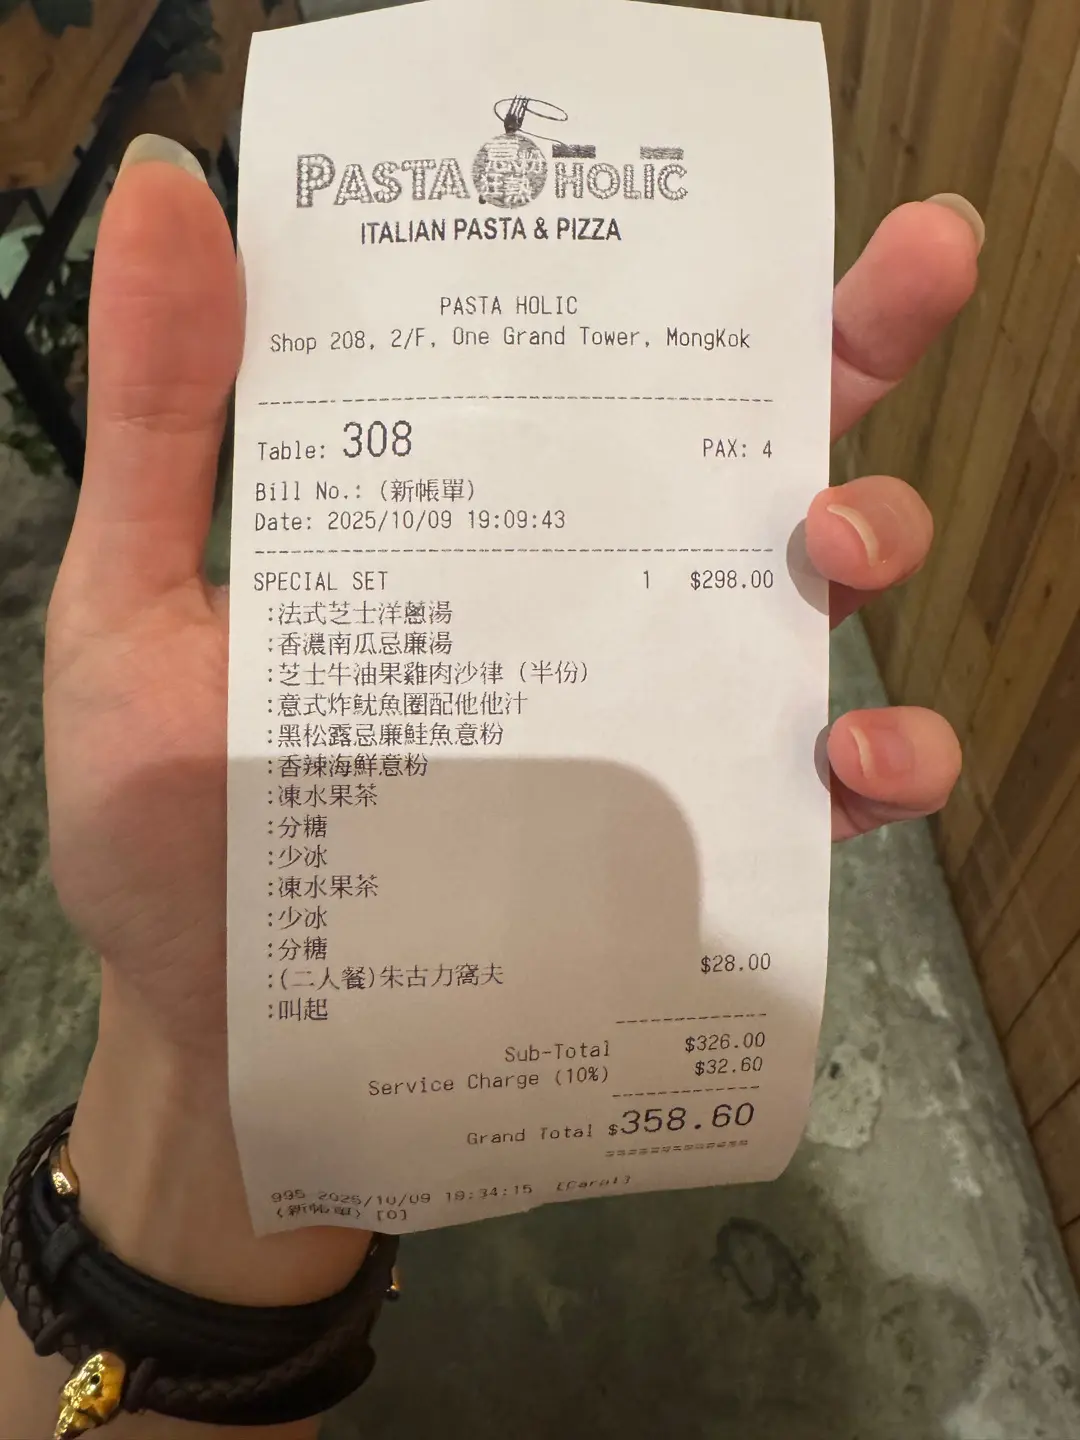 PASTA HOLIC
ITALIAN PASTA & PIZZA
PASTA HOLIC
Shop 208, 2/F, One Grand Tower, MongKok
Table: 308 PAX: 4
Bill No.: (新帳單)
Date: 2025/10/09 19:09:43
SPECIAL SET 1 $298.00
:法式芝士洋蔥湯
:香濃南瓜忌廉湯
:芝士牛油果雞肉沙律 (半份)
:意式炸魷魚圈配他他汁
:黑松露忌廉鮭魚意粉
:香辣海鮮意粉
:凍水果茶
:分糖
:少冰
:凍水果茶
:少冰
:分糖
:(二人餐)朱古力窩夫 $28.00
:叫起
Sub-Total $326.00
Service Charge (10%) $32.60
Grand Total $358.60
995 2025/10/09 19:34:15 [Carol]
(新帳單) [0]